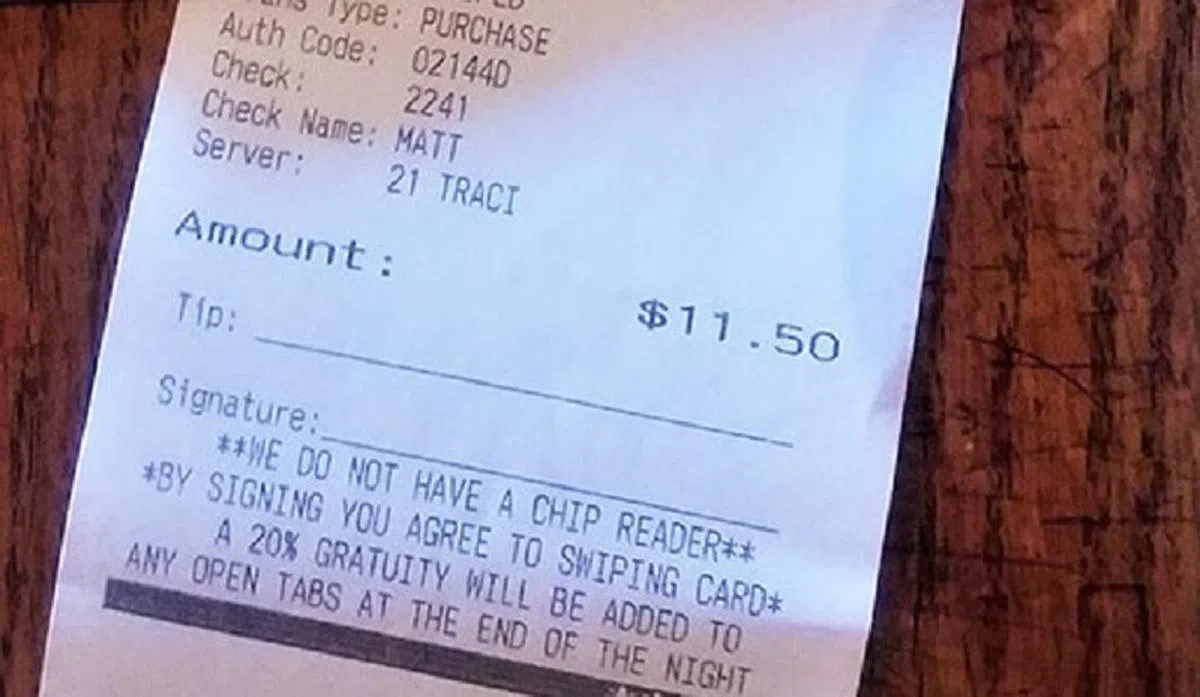 Type: PURCHASE
Auth Code: 02144D
Check: 2241
Check Name: MATT
Server: 21 TRACI
Amount:
$11.50
Tip:
Signature:
**WE DO NOT HAVE A CHIP READER**
*BY SIGNING YOU AGREE TO SWIPING CARD*
A 20% GRATUITY WILL BE ADDED TO
ANY OPEN TABS AT THE END OF THE NIGHT